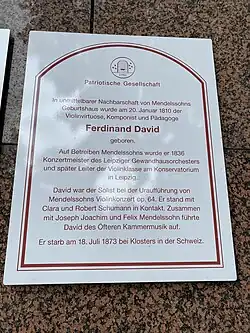 Patriotische Gesellschaft
In unmittelbarer Nachbarschaft von Mendelssohns
Geburtshaus wurde am 20. Januar 1810 der
Violinvirtuose, Komponist und Pädagoge
Ferdinand David
geboren.
Auf Betreiben Mendelssohns wurde er 1836
Konzertmeister des Leipziger Gewandhausorchesters
und später Leiter der Violinklasse am Konservatorium
in Leipzig.
David war der Solist bei der Uraufführung von
Mendelssohns Violinkonzert op. 64. Er stand mit
Clara und Robert Schumann in Kontakt. Zusammen
mit Joseph Joachim und Felix Mendelssohn führte
David des Öfteren Kammermusik auf.
Er starb am 18. Juli 1873 bei Klosters in der Schweiz.